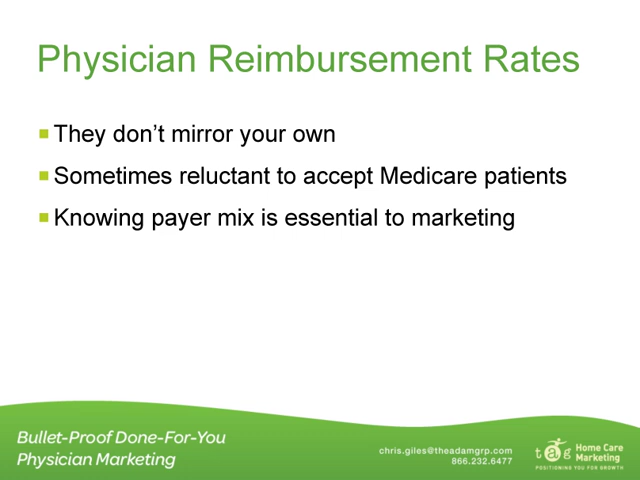 Physician Reimbursement Rates
They don't mirror your own
Sometimes reluctant to accept Medicare patients
Knowing payer mix is essential to marketing
Bullet-Proof Done-For-You
Physician Marketing
chris.giles@theadamgrp.com
866.232.6477
tag
Home Care
Marketing
POSITIONING YOU FOR GROWTH